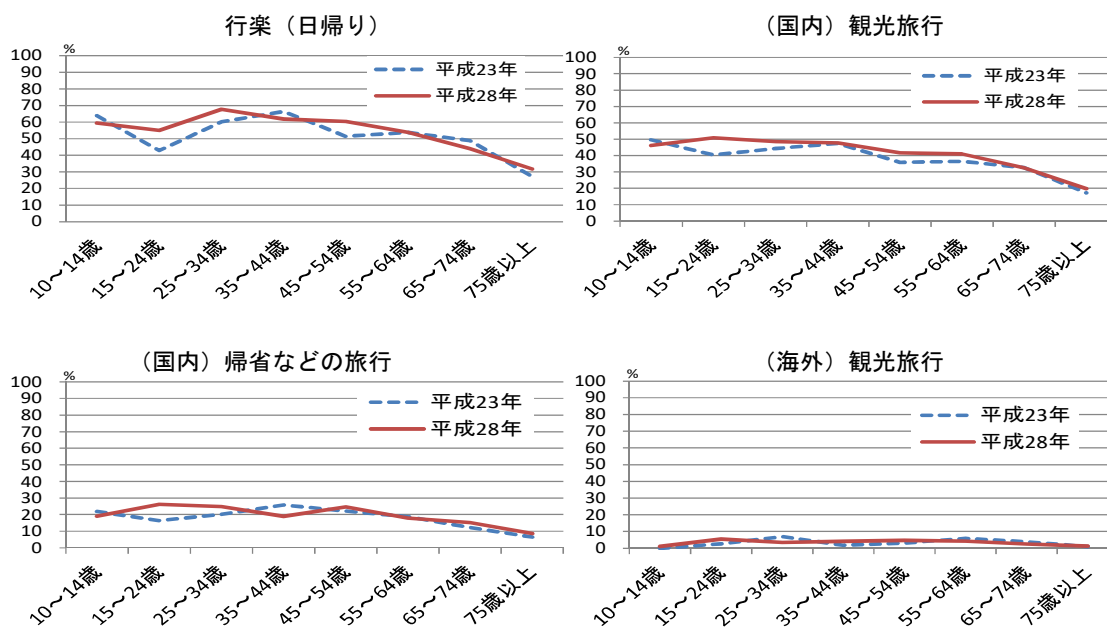 行楽（日帰り）
%
100
90
80
70
60
50
40
30
20
10
0
平成23年
平成28年
10～14歳
15～24歳
25～34歳
35～44歳
45～54歳
55～64歳
65～74歳
75歳以上
（国内）観光旅行
%
100
90
80
70
60
50
40
30
20
10
0
平成23年
平成28年
10～14歳
15～24歳
25～34歳
35～44歳
45～54歳
55～64歳
65～74歳
75歳以上
（国内）帰省などの旅行
%
100
90
80
70
60
50
40
30
20
10
0
平成23年
平成28年
10～14歳
15～24歳
25～34歳
35～44歳
45～54歳
55～64歳
65～74歳
75歳以上
（海外）観光旅行
%
100
90
80
70
60
50
40
30
20
10
0
平成23年
平成28年
10～14歳
15～24歳
25～34歳
35～44歳
45～54歳
55～64歳
65～74歳
75歳以上